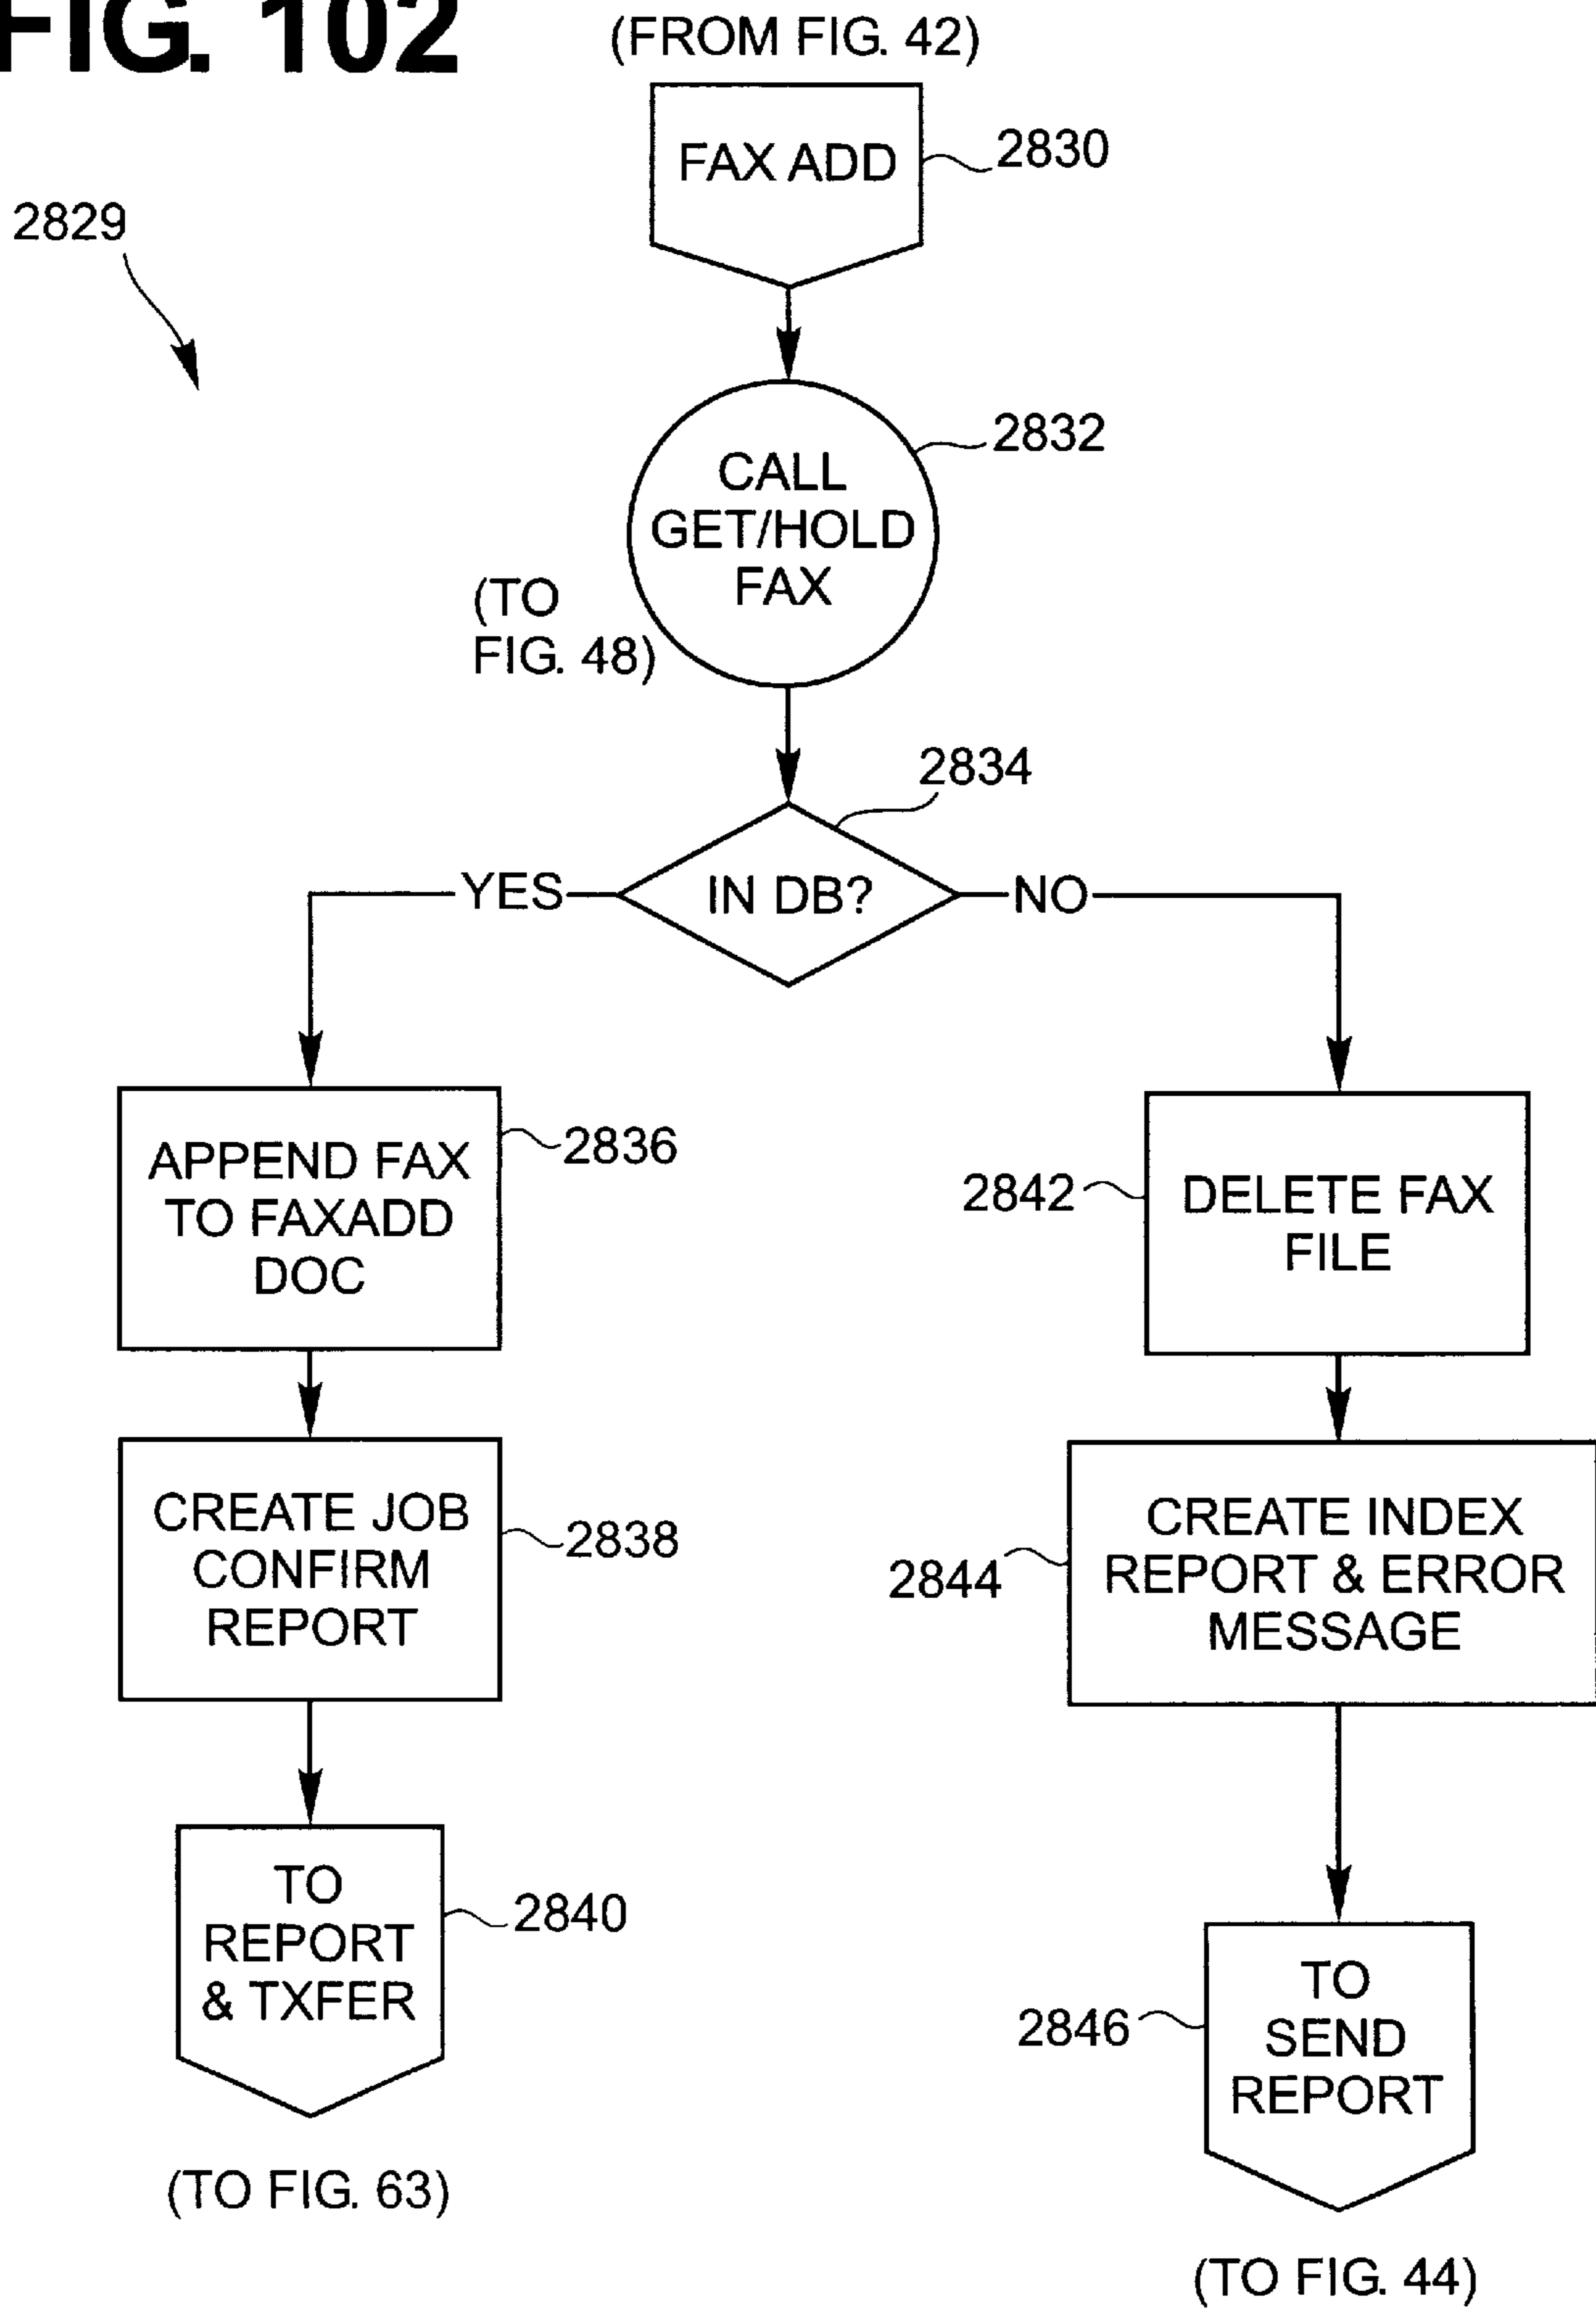 FIG. 102
(FROM FIG. 42)
FAX ADD
2830
2829
2832
CALL
GET/HOLD
FAX
(TO
FIG. 48)
2834
YES
IN DB?
NO
APPEND FAX
TO FAXADD
DOC
2836
2842
DELETE FAX
FILE
CREATE JOB
CONFIRM
REPORT
2838
2844
CREATE INDEX
REPORT & ERROR
MESSAGE
TO
REPORT
& TXFER
2840
2846
TO
SEND
REPORT
(TO FIG. 63)
(TO FIG. 44)